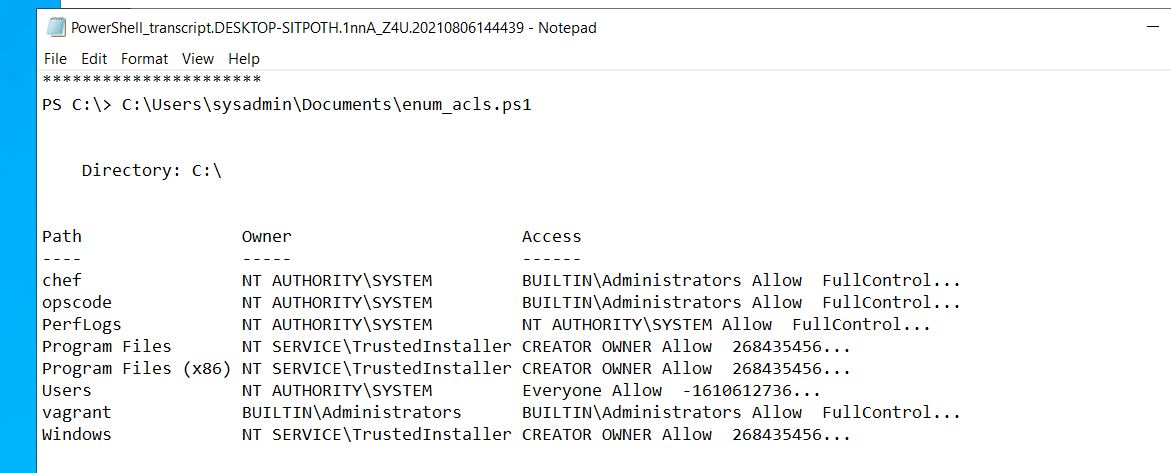 PowerShell_transcript.DESKTOP-SITPOTH.1nnA_Z4U.20210806144439 - Notepad
File Edit Format View Help
**********************
PS C:\> C:\Users\sysadmin\Documents\enum_acls.ps1
Directory: C:\
Path Owner Access
---- ----- ------
chef NT AUTHORITY\SYSTEM BUILTIN\Administrators Allow  FullControl...
opscode NT AUTHORITY\SYSTEM BUILTIN\Administrators Allow  FullControl...
PerfLogs NT AUTHORITY\SYSTEM NT AUTHORITY\SYSTEM Allow  FullControl...
Program Files NT SERVICE\TrustedInstaller CREATOR OWNER Allow  268435456...
Program Files (x86) NT SERVICE\TrustedInstaller CREATOR OWNER Allow  268435456...
Users NT AUTHORITY\SYSTEM Everyone Allow  -1610612736...
vagrant BUILTIN\Administrators BUILTIN\Administrators Allow  FullControl...
Windows NT SERVICE\TrustedInstaller CREATOR OWNER Allow  268435456...